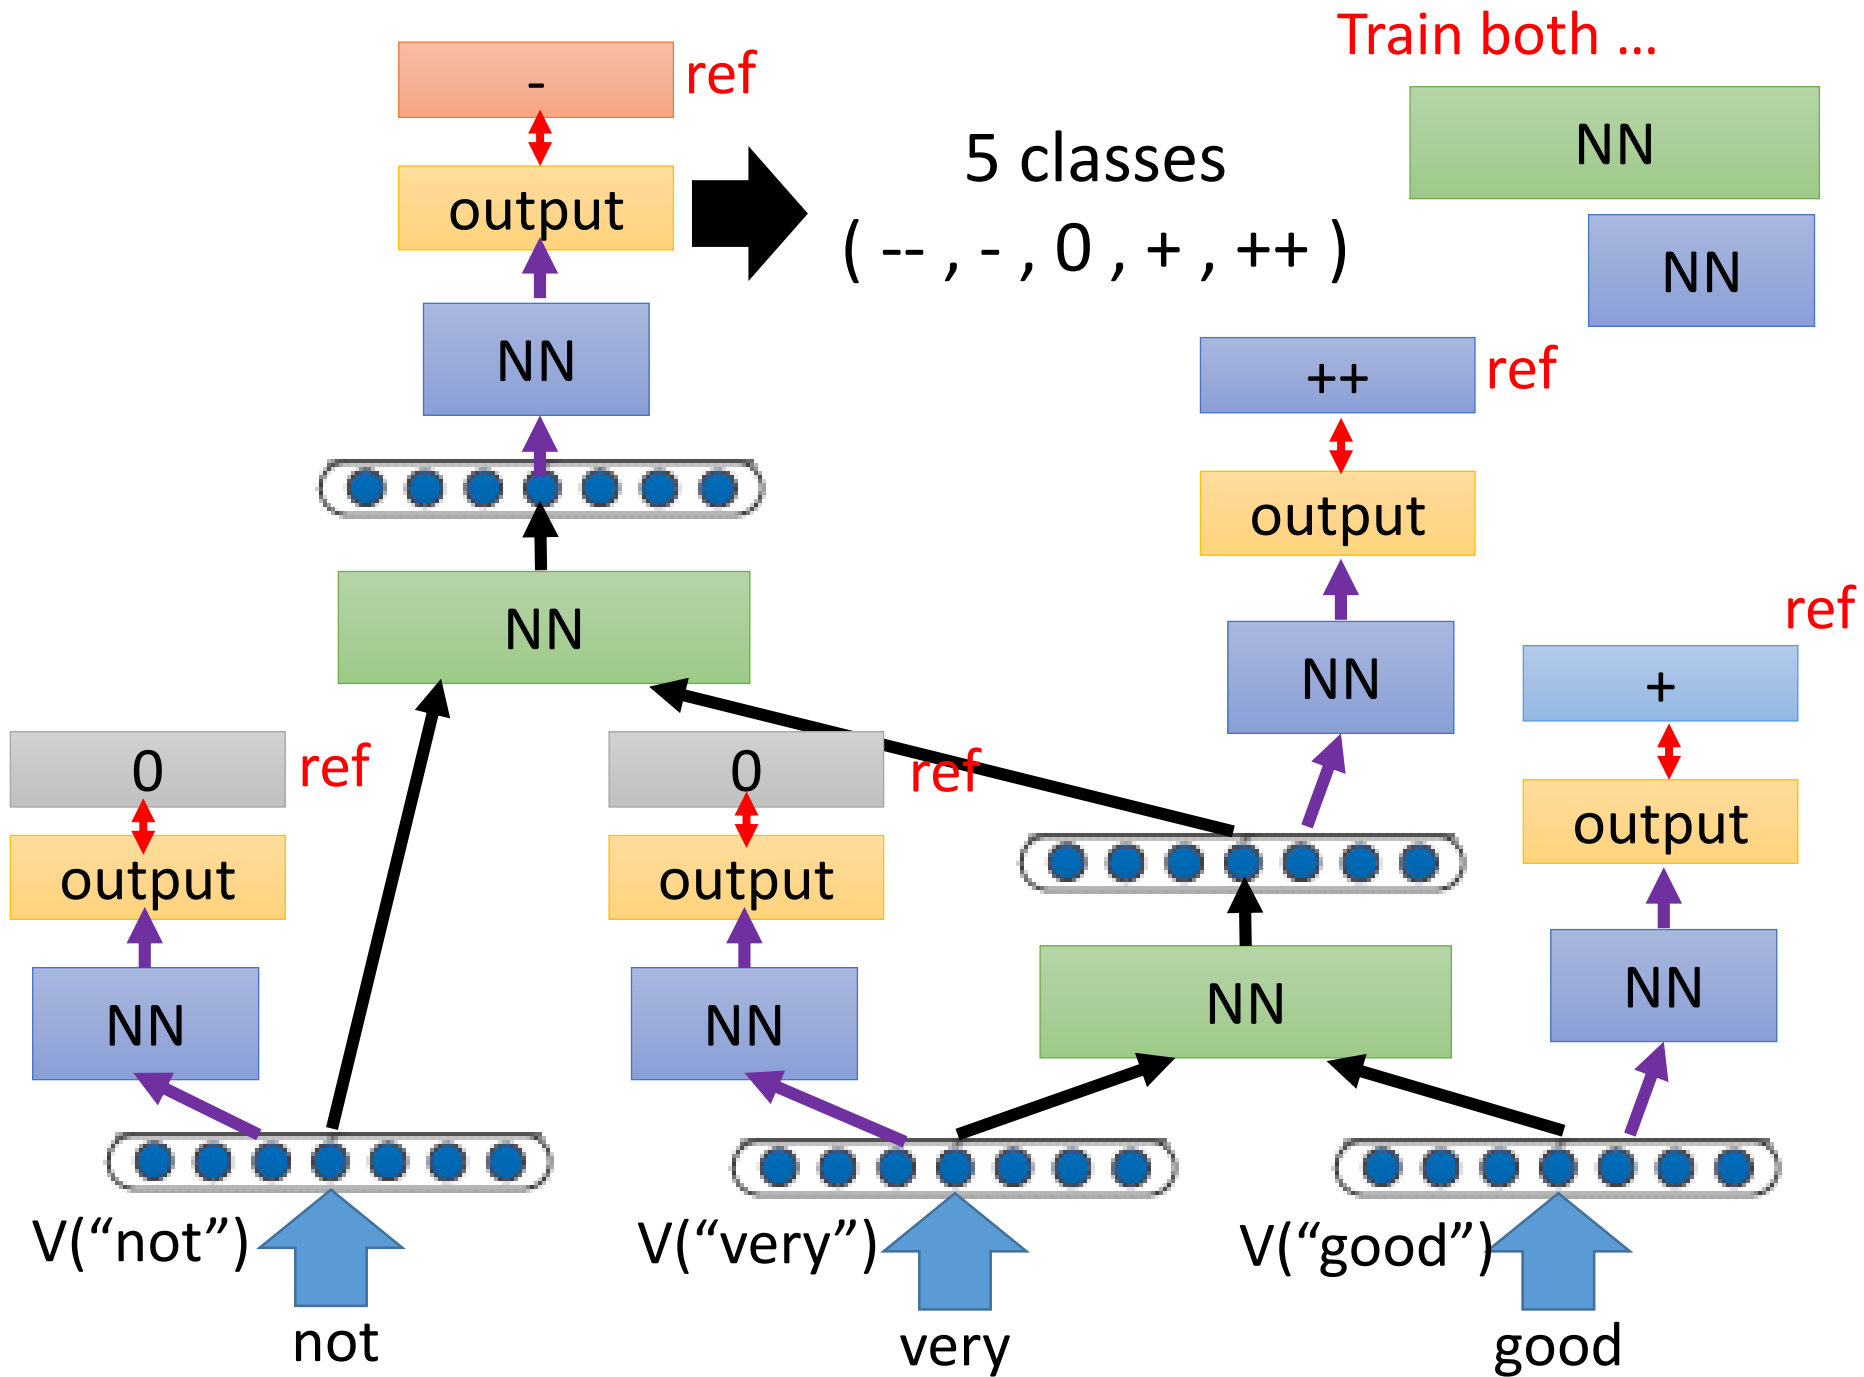 Train both ...
-
ref
output
5 classes
( -- , - , 0 , + , ++ )
NN
NN
NN
++
ref
output
NN
NN
+
ref
output
NN
0
ref
output
NN
0
ref
output
NN
NN
V(“not”)
V(“very”)
V(“good”)
not
very
good